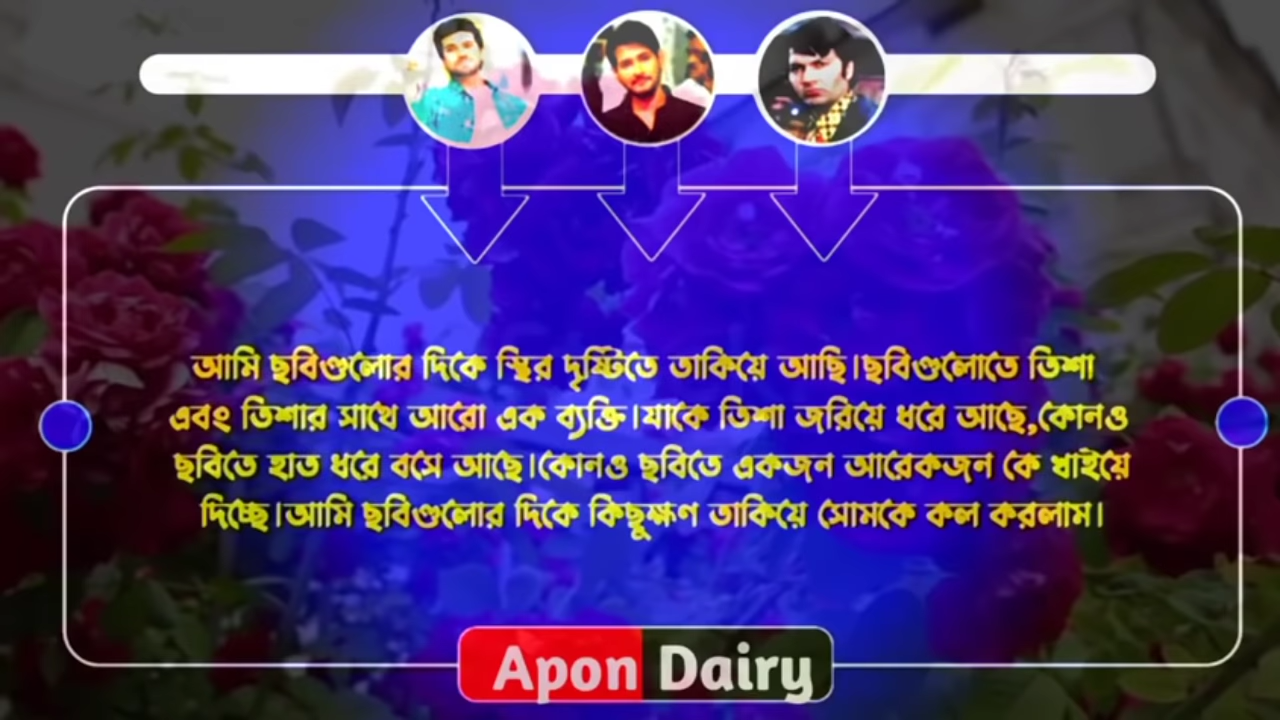 আমি ছবিগুলোর দিকে স্থির দৃষ্টিতে তাকিয়ে আছি।ছবিগুলোতে তিশা
এবং তিশার সাথে আরো এক ব্যক্তি।যাকে তিশা জরিয়ে ধরে আছে,কোনও
ছবিতে হাত ধরে বসে আছে।কোনও ছবিতে একজন আরেকজন কে খাইয়ে
দিচ্ছে।আমি ছবিগুলোর দিকে কিছুক্ষণ তাকিয়ে সোমকে কল করলাম।
Apon Dairy